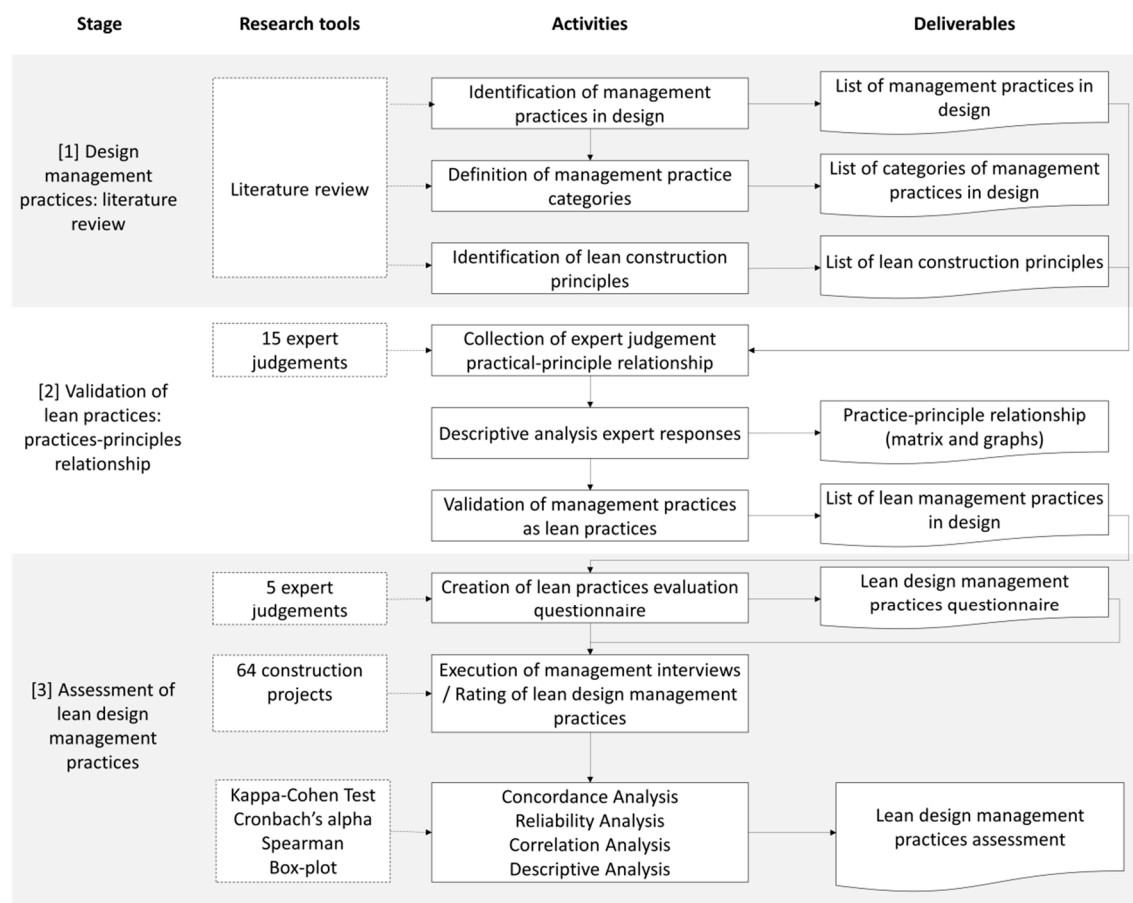 Stage
Research tools
Activities
Deliverables
[1] Design
management
practices: literature
review
Literature review
Identification of management
practices in design
List of management practices in
design
Definition of management practice
categories
List of categories of management
practices in design
Identification of lean construction
principles
List of lean construction principles
[2] Validation of
lean practices:
practices-principles
relationship
15 expert
judgements
Collection of expert judgement
practical-principle relationship
Descriptive analysis expert responses
Practice-principle relationship
(matrix and graphs)
Validation of management practices
as lean practices
List of lean management practices
in design
[3] Assessment of
lean design
management
practices
5 expert
judgements
Creation of lean practices evaluation
questionnaire
Lean design management
practices questionnaire
64 construction
projects
Execution of management interviews
/ Rating of lean design management
practices
Kappa-Cohen Test
Cronbach’s alpha
Spearman
Box-plot
Concordance Analysis
Reliability Analysis
Correlation Analysis
Descriptive Analysis
Lean design management
practices assessment